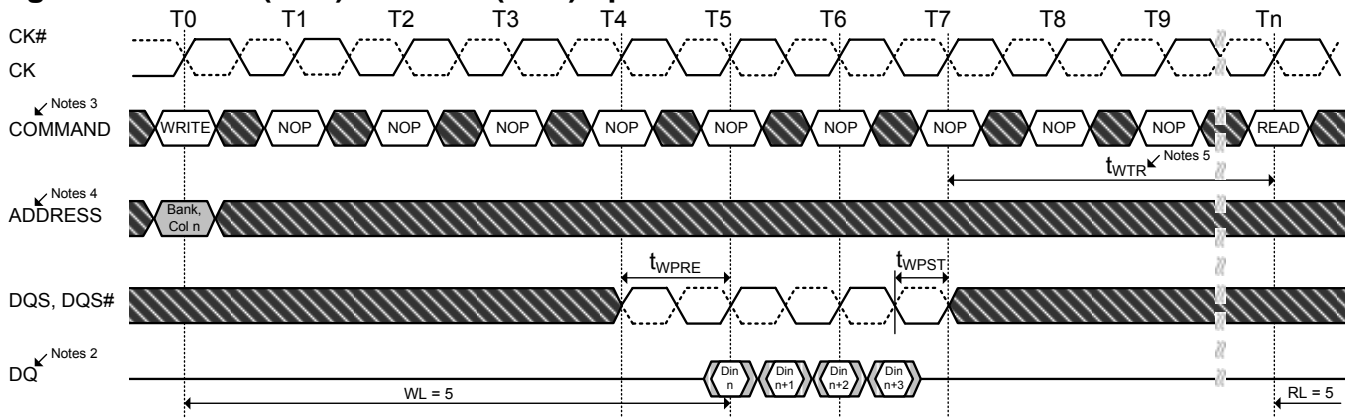 T0 T1 T2 T3 T4 T5 T6 T7 T8 T9 Tn
CK#
CK
Notes 3
COMMAND WRITE NOP NOP NOP NOP NOP NOP NOP NOP NOP READ
tWTR Notes 5
Notes 4
ADDRESS
Bank,
Col n
tWPRE tWPST
DQS, DQS#
Notes 2
DQ
Din Din Din Din
n n+1 n+2 n+3
WL = 5 RL = 5